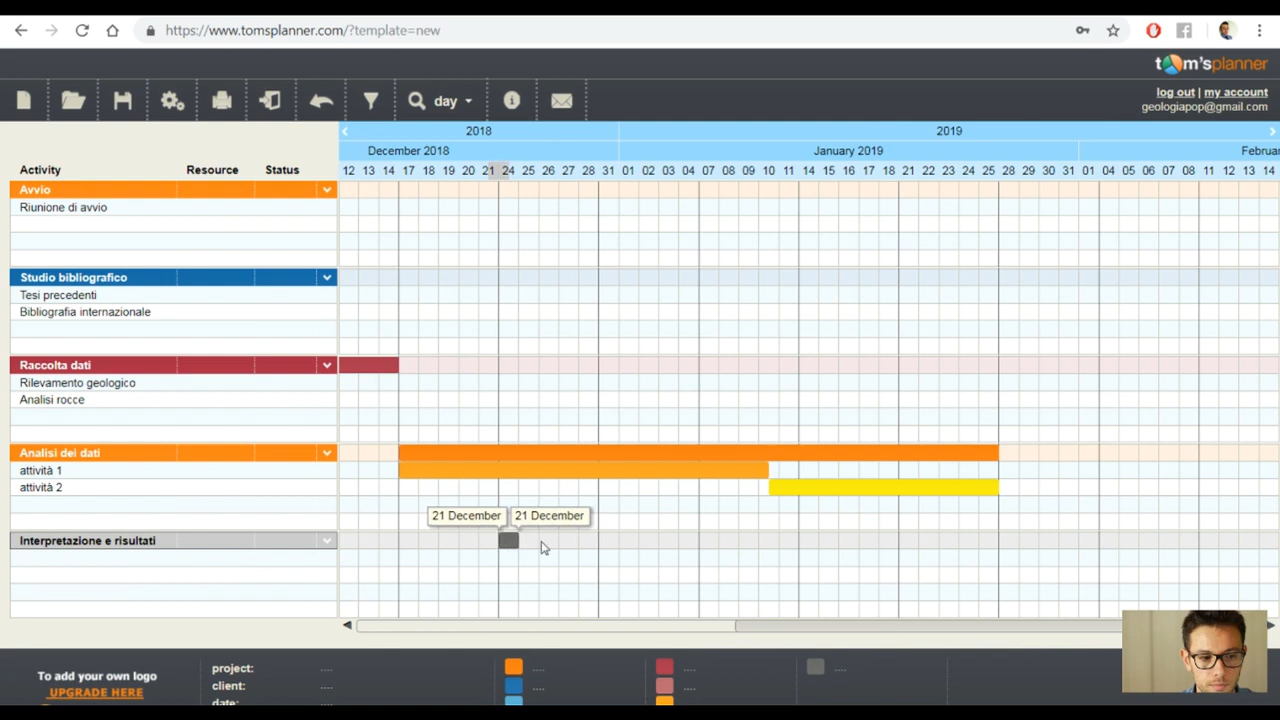 https://www.tomsplanner.com/?template=new
tom'splanner
day
log out | my account
geologiapop@gmail.com
2018 2019
December 2018 January 2019 Februa
Activity Resource Status 12 13 14 17 18 19 20 21 24 25 26 27 28 31 01 02 03 04 07 08 09 10 11 14 15 16 17 18 21 22 23 24 25 28 29 30 31 01 04 05 06 07 08 11 12 13 14
Avvio
Riunione di avvio
Studio bibliografico
Tesi precedenti
Bibliografia internazionale
Raccolta dati
Rilevamento geologico
Analisi rocce
Analisi dei dati
attività 1
attività 2
21 December 21 December
Interpretazione e risultati
To add your own logo
UPGRADE HERE
project: ....
client: ....
date: ....
.... .... ....
.... ....